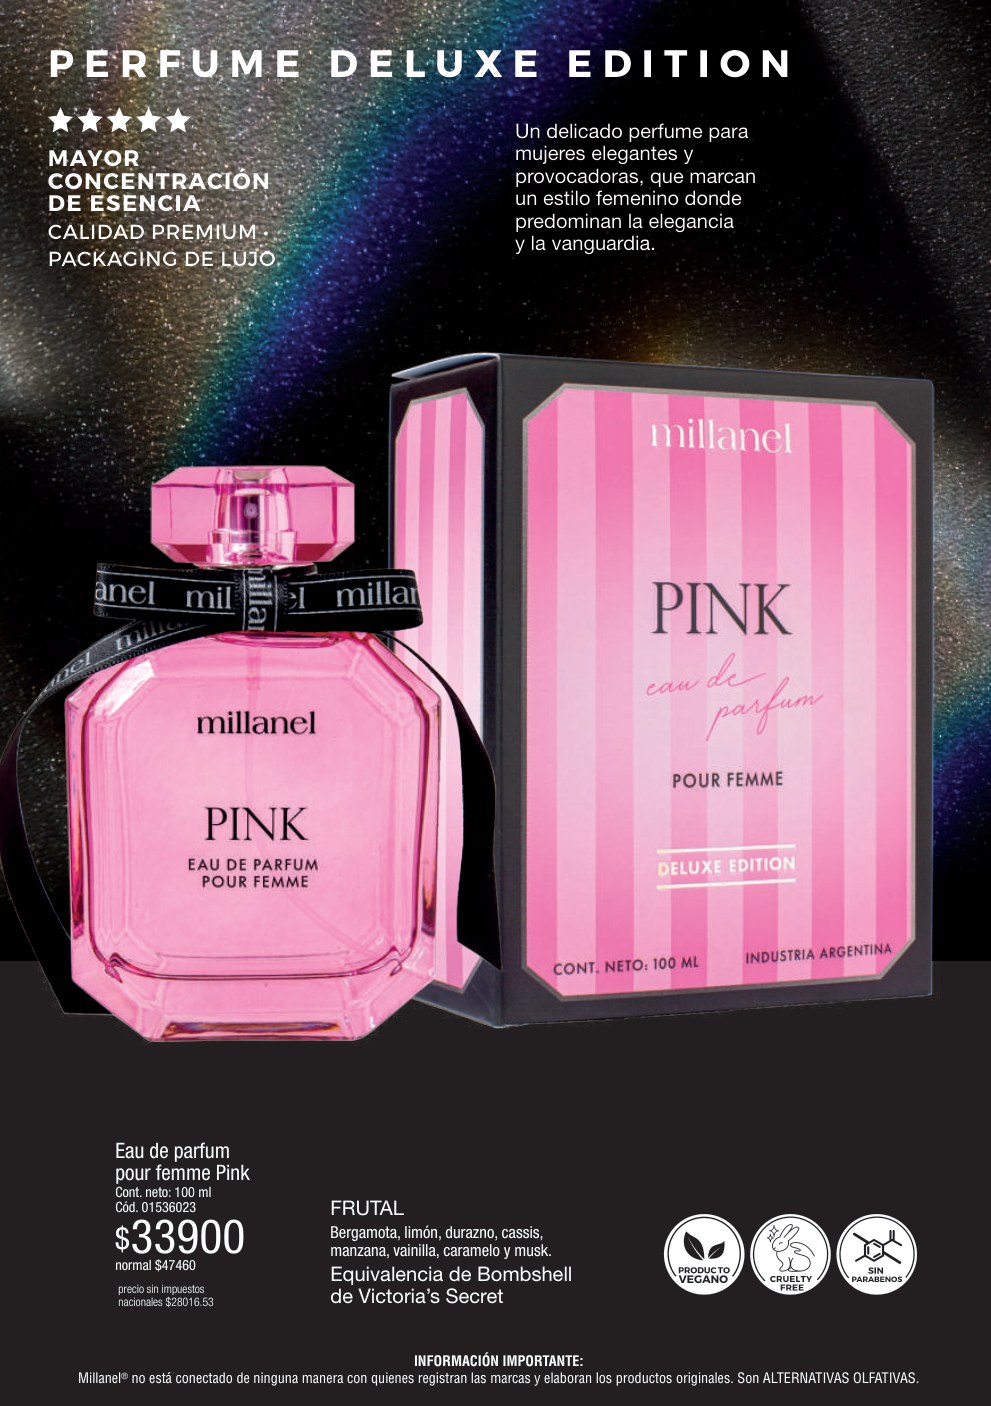 PERFUME DELUXE EDITION
MAYOR
CONCENTRACIÓN
DE ESENCIA
CALIDAD PREMIUM •
PACKAGING DE LUJO.
Un delicado perfume para
mujeres elegantes y
provocadoras, que marcan
un estilo femenino donde
predominan la elegancia
y la vanguardia.
millanel
PINK
eau de
parfum
POUR FEMME
DELUXE EDITION
CONT. NETO: 100 ML
INDUSTRIA ARGENTINA
anel mil millan el millar
millanel
PINK
EAU DE PARFUM
POUR FEMME
Eau de parfum
pour femme Pink
Cont. neto: 100 ml
Cód. 01536023
$33900
normal $47460
precio sin impuestos
nacionales $28016.53
FRUTAL
Bergamota, limón, durazno, cassis,
manzana, vainilla, caramelo y musk.
Equivalencia de Bombshell
de Victoria’s Secret
PRODUCTO
VEGANO
CRUELTY
FREE
SIN
PARABENOS
INFORMACIÓN IMPORTANTE:
Millanel® no está conectado de ninguna manera con quienes registran las marcas y elaboran los productos originales. Son ALTERNATIVAS OLFATIVAS.